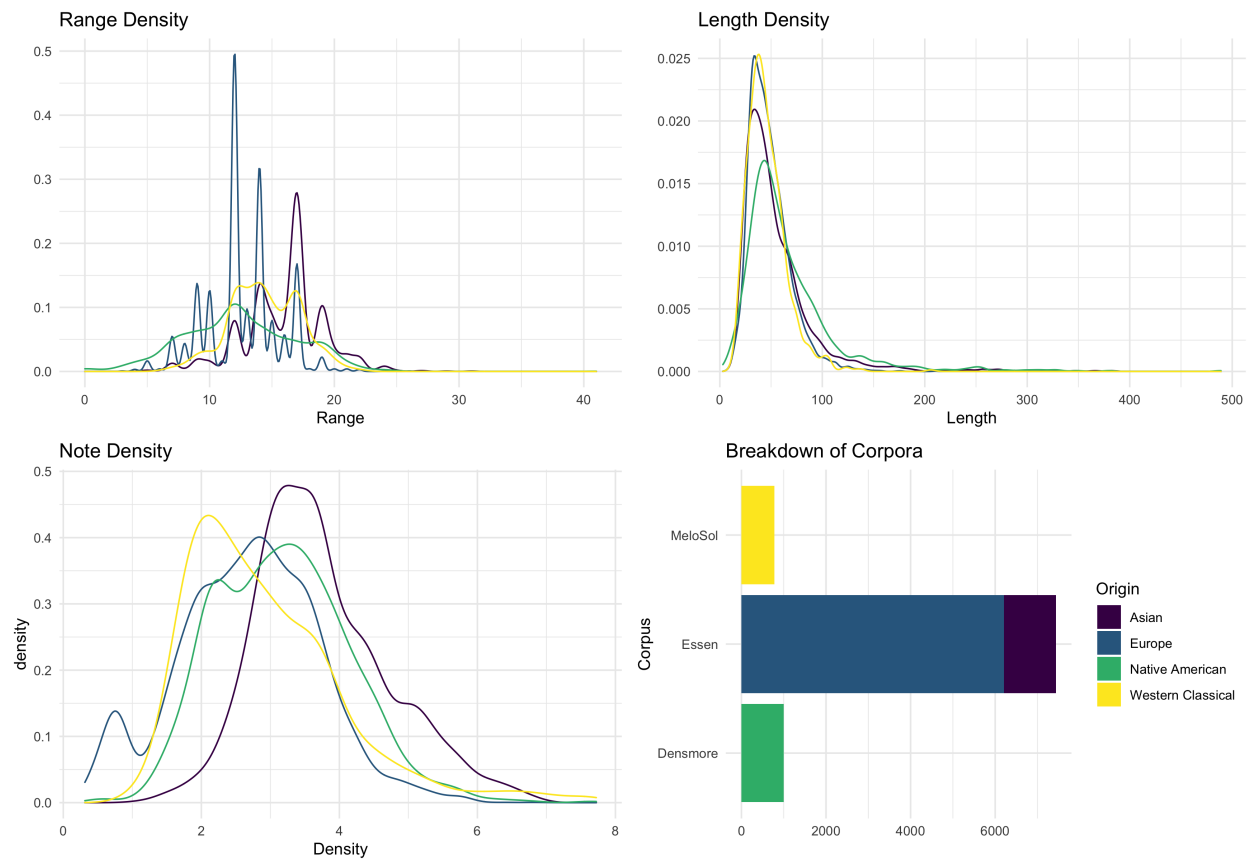 Range Density
0.5
0.4
0.3
0.2
0.1
0.0
0 10 20 30 40
Range
Length Density
0.025
0.020
0.015
0.010
0.005
0.000
0 100 200 300 400 500
Length
Note Density
density
0.5
0.4
0.3
0.2
0.1
0.0
0 2 4 6 8
Density
Breakdown of Corpora
Corpus
MeloSol
Essen
Densmore
0 2000 4000 6000
Origin
Asian
Europe
Native American
Western Classical